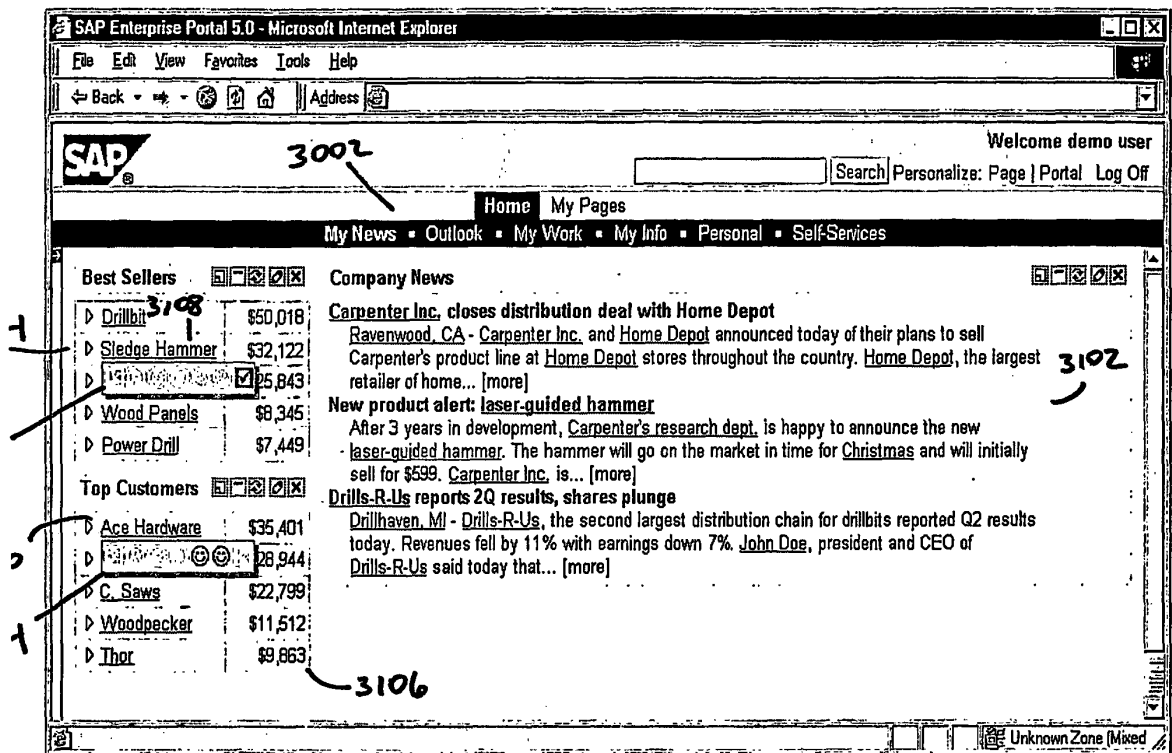 SAP Enterprise Portal 5.0 - Microsoft Internet Explorer
File Edit View Favorites Tools Help
Back Address
SAP ®
3002
Welcome demo user
Search Personalize: Page | Portal Log Off
Home My Pages
My News ▪ Outlook ▪ My Work ▪ My Info ▪ Personal ▪ Self-Services
Best Sellers
Drillbit $50,018
3108
Sledge Hammer $32,122
25,843
Wood Panels $8,345
Power Drill $7,449
Top Customers
Ace Hardware $35,401
28,944
C. Saws $22,799
Woodpecker $11,512
Thor $9,863
3106
Company News
Carpenter Inc. closes distribution deal with Home Depot
Ravenwood, CA - Carpenter Inc. and Home Depot announced today of their plans to sell
Carpenter's product line at Home Depot stores throughout the country. Home Depot, the largest
retailer of home... [more]
3102
New product alert: laser-guided hammer
After 3 years in development, Carpenter's research dept. is happy to announce the new
laser-guided hammer. The hammer will go on the market in time for Christmas and will initially
sell for $599. Carpenter Inc. is... [more]
Drills-R-Us reports 2Q results, shares plunge
Drillhaven, MI - Drills-R-Us, the second largest distribution chain for drillbits reported Q2 results
today. Revenues fell by 11% with earnings down 7%. John Doe, president and CEO of
Drills-R-Us said today that... [more]
Unknown Zone (Mixed